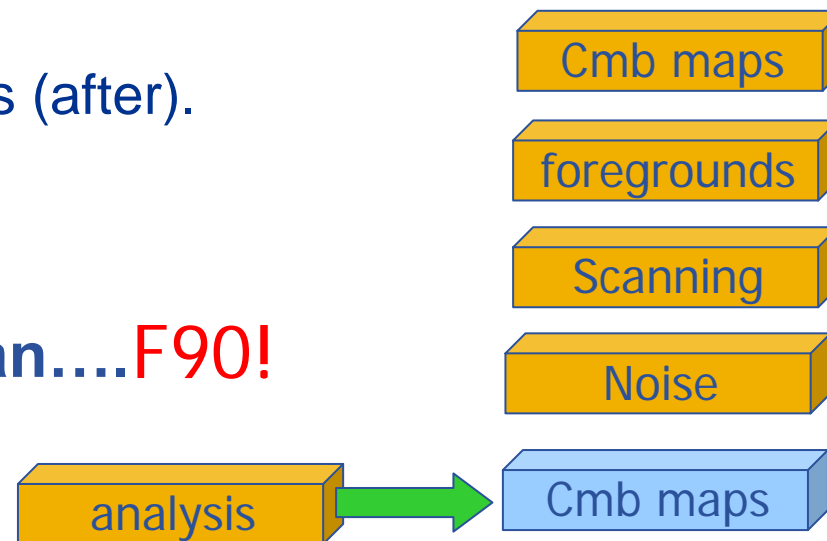 Cmb maps
s (after).
foregrounds
Scanning
an....F90!
Noise
analysis
Cmb maps